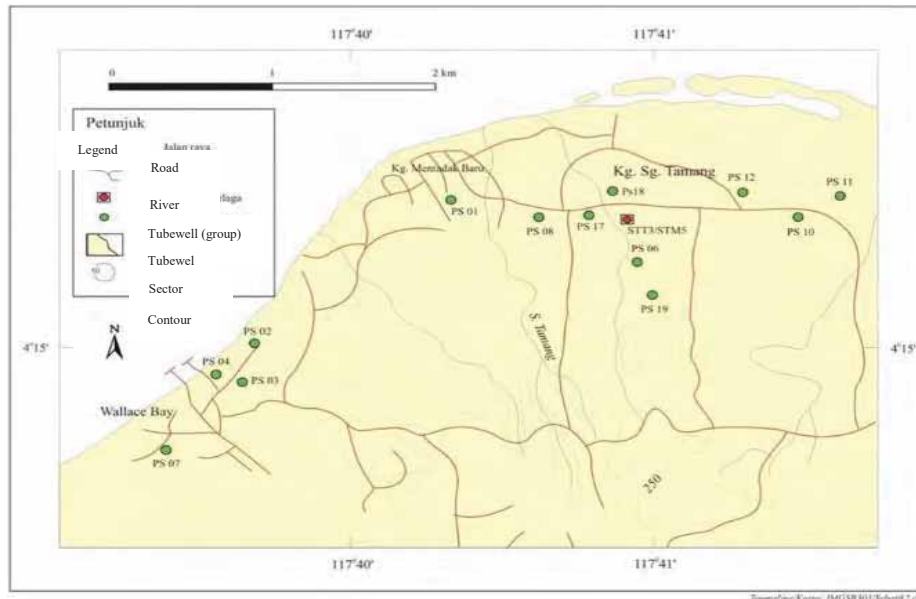 117°40' 117°41'
0 1 2 km
Petunjuk
Legend
Jalan raya
Road
River
Tubewell (group)
Tubewel
Sector
Contour
N
Kg. Mentadak Baru
Kg. Sg. Tamang
PS 12
PS 11
Ps18
PS 01
PS 08
PS 17
STT3/STM5
PS 10
PS 06
PS 19
S. Tamang
4°15'
4°15'
PS 02
PS 04
PS 03
Wallace Bay
PS 07
250
117°40' 117°41'